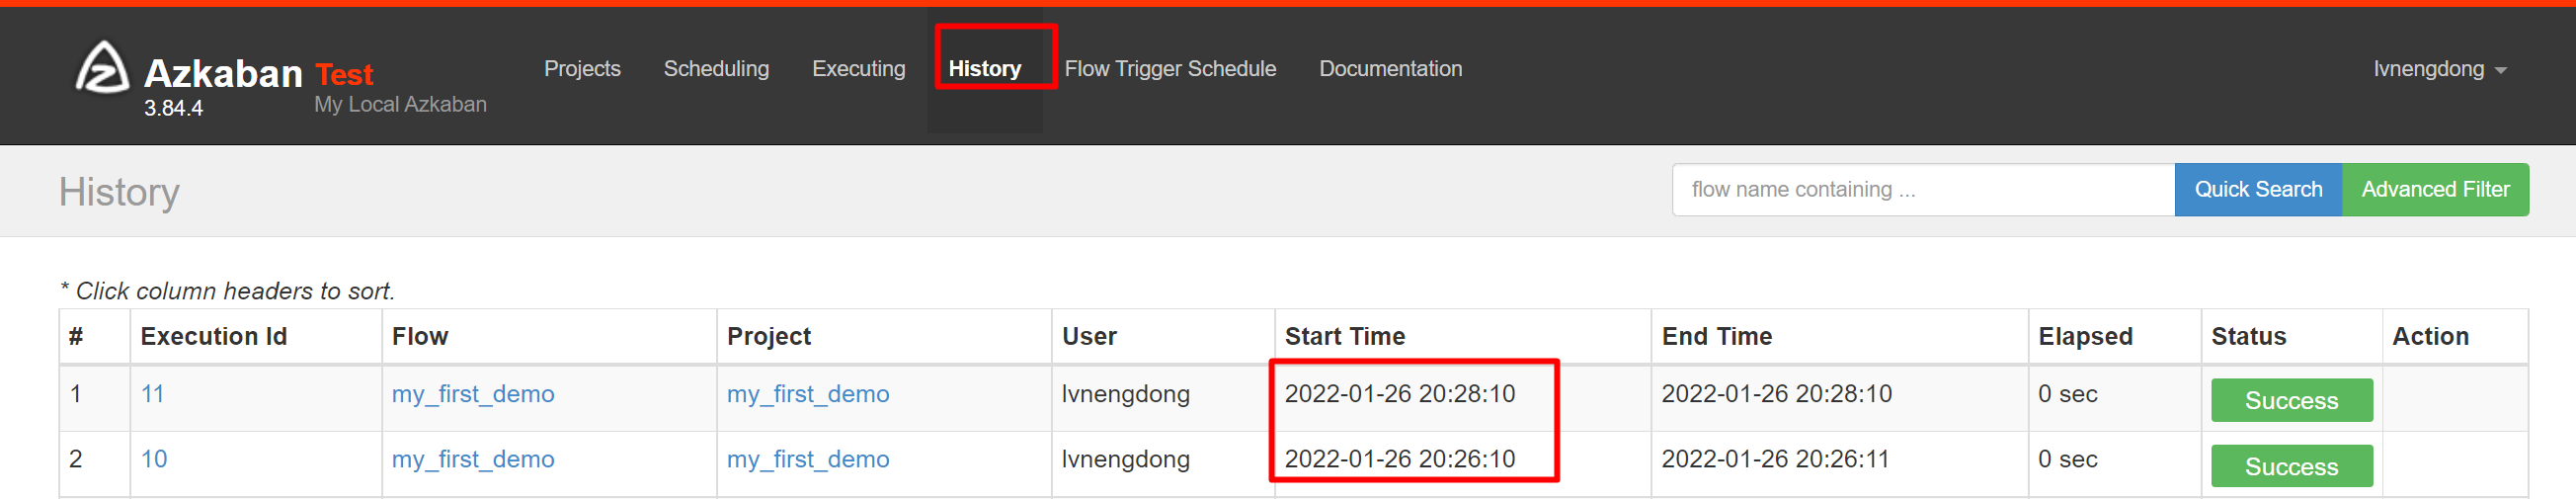 Azkaban Test Projects Scheduling Executing History Flow Trigger Schedule Documentation lvnengdong
3.84.4 My Local Azkaban
History flow name containing ... Quick Search Advanced Filter
* Click column headers to sort.
# Execution Id Flow Project User Start Time End Time Elapsed Status Action
1 11 my_first_demo my_first_demo lvnengdong 2022-01-26 20:28:10 2022-01-26 20:28:10 0 sec Success
2 10 my_first_demo my_first_demo lvnengdong 2022-01-26 20:26:10 2022-01-26 20:26:11 0 sec Success